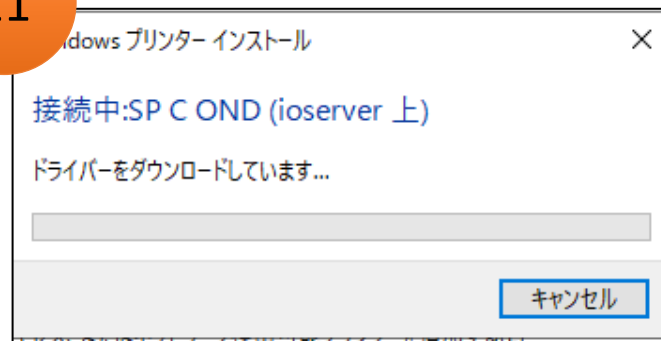 11
ndows プリンター インストール
接続中:SP C OND (ioserver 上)
ドライバーをダウンロードしています...
キャンセル